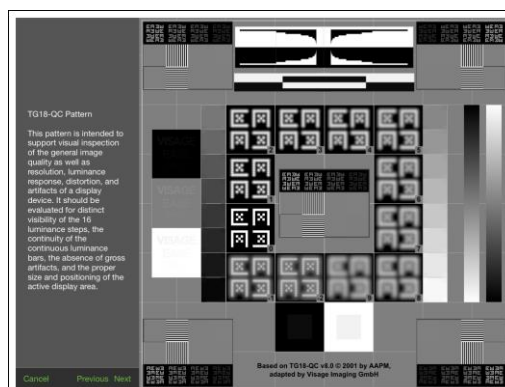 TG18-QC Pattern
This pattern is intended to
support visual inspection
of the general image
quality as well as
resolution, luminance
response, distortion, and
artifacts of a display
device. It should be
evaluated for distinct
visibility of the 16
luminance steps, the
continuity of the
continuous luminance
bars, the absence of gross
artifacts, and the proper
size and positioning of the
active display area.
VISAGE
VISAGE
VISAGE
Based on TG18-QC v8.0 © 2001 by AAPM,
adapted by Visage Imaging GmbH
Cancel Previous Next